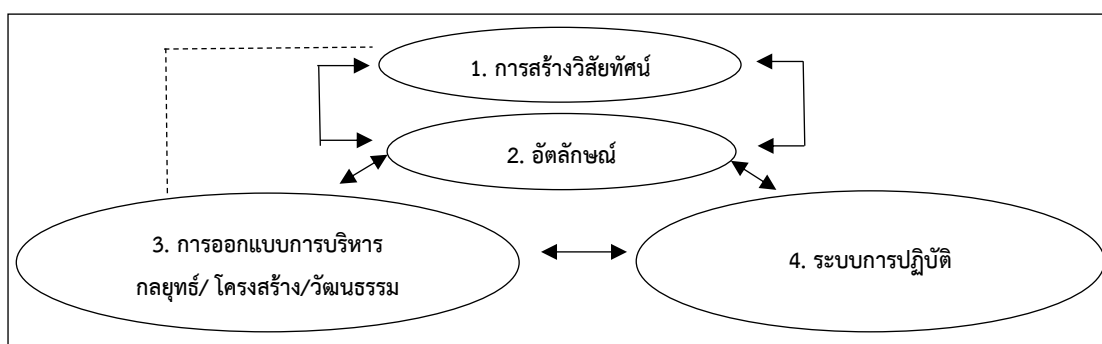 1. การสร้างวิสัยทัศน์
2. อัตลักษณ์
3. การออกแบบการบริหาร
กลยุทธ์/ โครงสร้าง/วัฒนธรรม
4. ระบบการปฏิบัติ